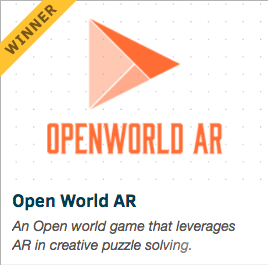 WINNER
OPENWORLD AR
Open World AR
An Open world game that leverages
AR in creative puzzle solving.